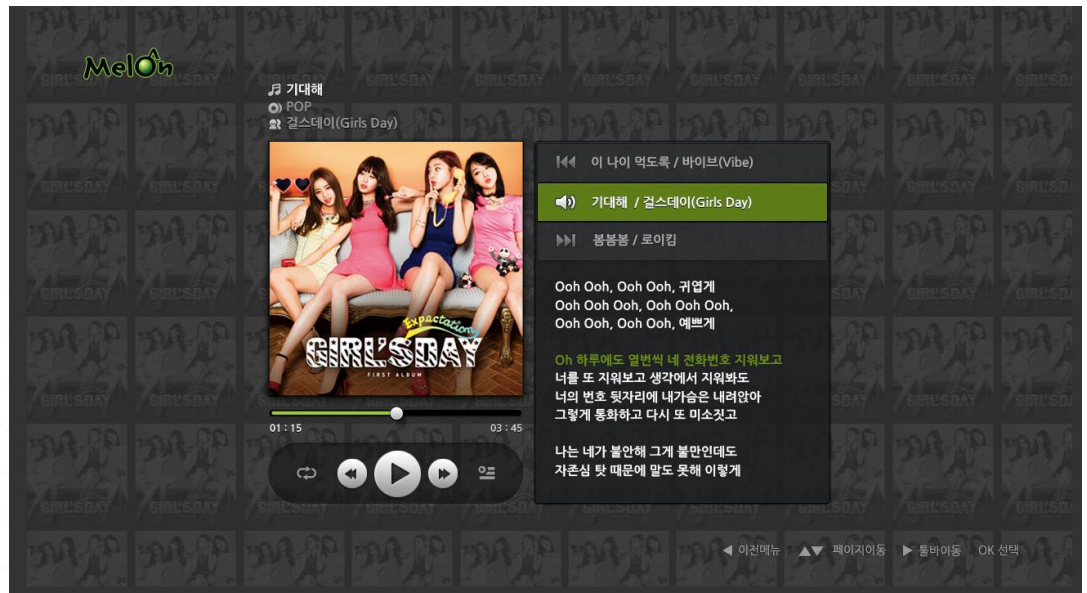 Melon
기대해
POP
걸스데이(Girls Day)
Expectation
GIRL'S DAY
FIRST ALBUM
01 : 15
03 : 45
이 나이 먹도록 / 바이브(Vibe)
기대해 / 걸스데이(Girls Day)
봄봄봄 / 로이킴
Ooh Ooh, Ooh Ooh, 귀엽게
Ooh Ooh Ooh, Ooh Ooh Ooh,
Ooh Ooh, Ooh Ooh, 예쁘게
Oh 하루에도 열번씩 네 전화번호 지워보고
너를 또 지워보고 생각에서 지워봐도
너의 번호 뒷자리에 내가슴은 내려앉아
그렇게 통화하고 다시 또 미소짓고
나는 네가 불안해 그게 불만인데도
자존심 탓 때문에 말도 못해 이렇게
◀ 이전메뉴 ▲▼ 페이지이동 ▶ 툴바이동 OK 선택